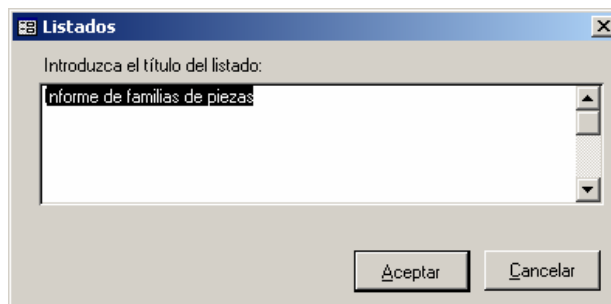 Listados
Introduzca el título del listado:
Informe de familias de piezas
Aceptar
Cancelar